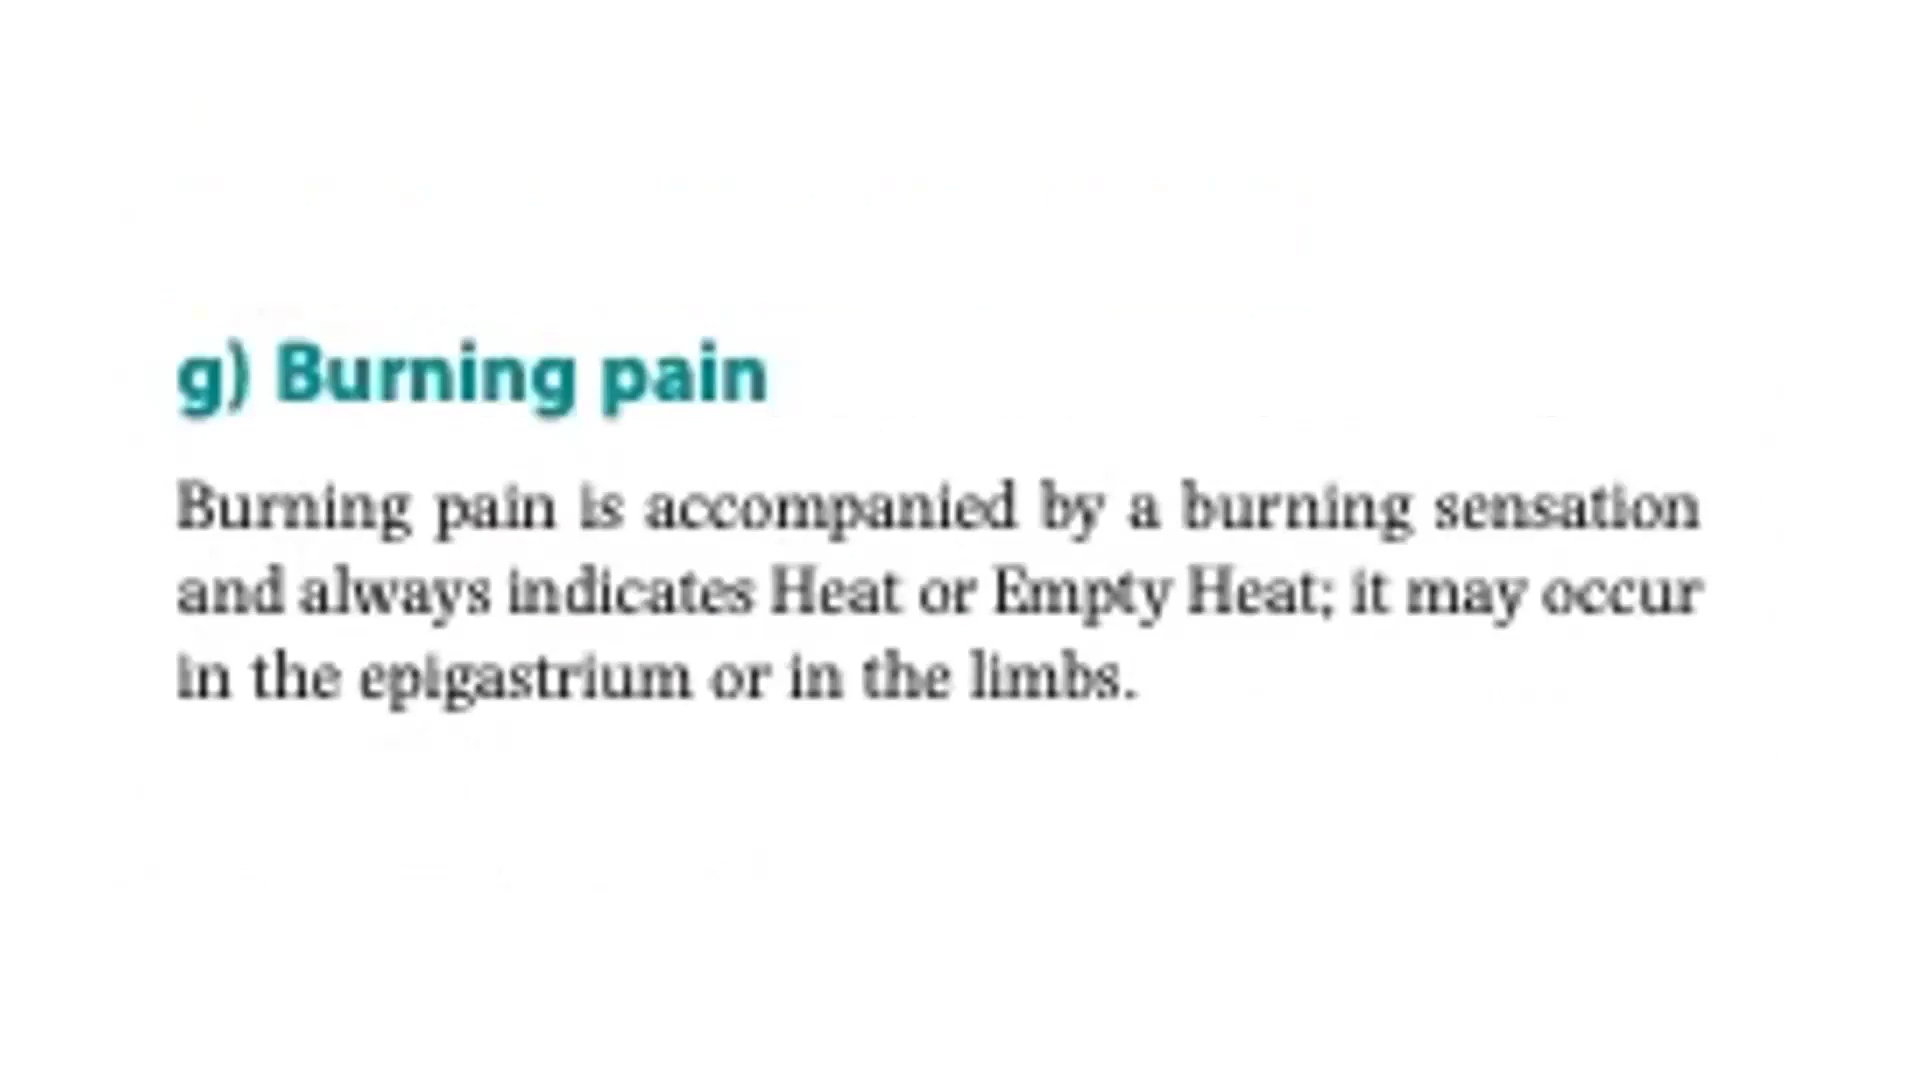 g) Burning pain
Burning pain is accompanied by a burning sensation
and always indicates Heat or Empty Heat; it may occur
in the epigastrium or in the limbs.